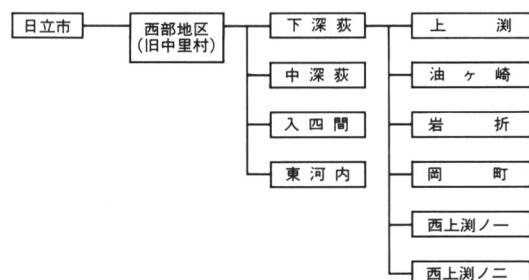 日立市
西部地区
(旧中里村)
下深荻
中深荻
入四間
東河内
上渕
油ヶ崎
岩折
岡町
西上渕ノ一
西上渕ノ二